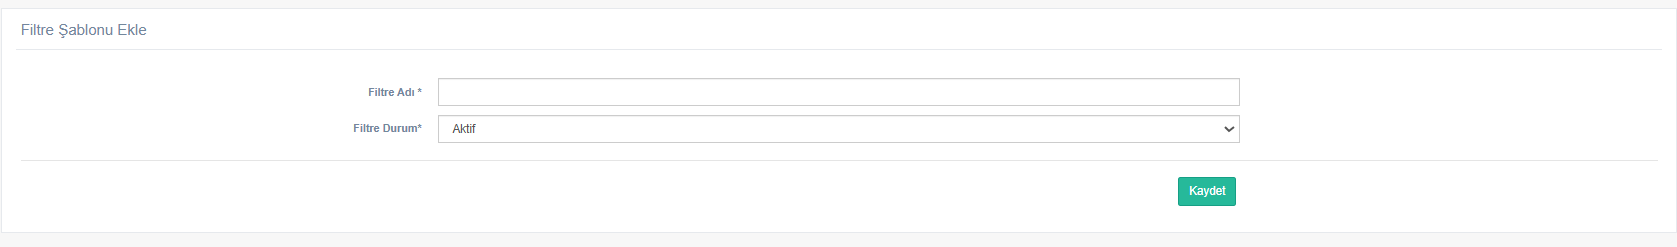 Filtre Şablonu Ekle
Filtre Adı *
Filtre Durum*
Aktif
Kaydet